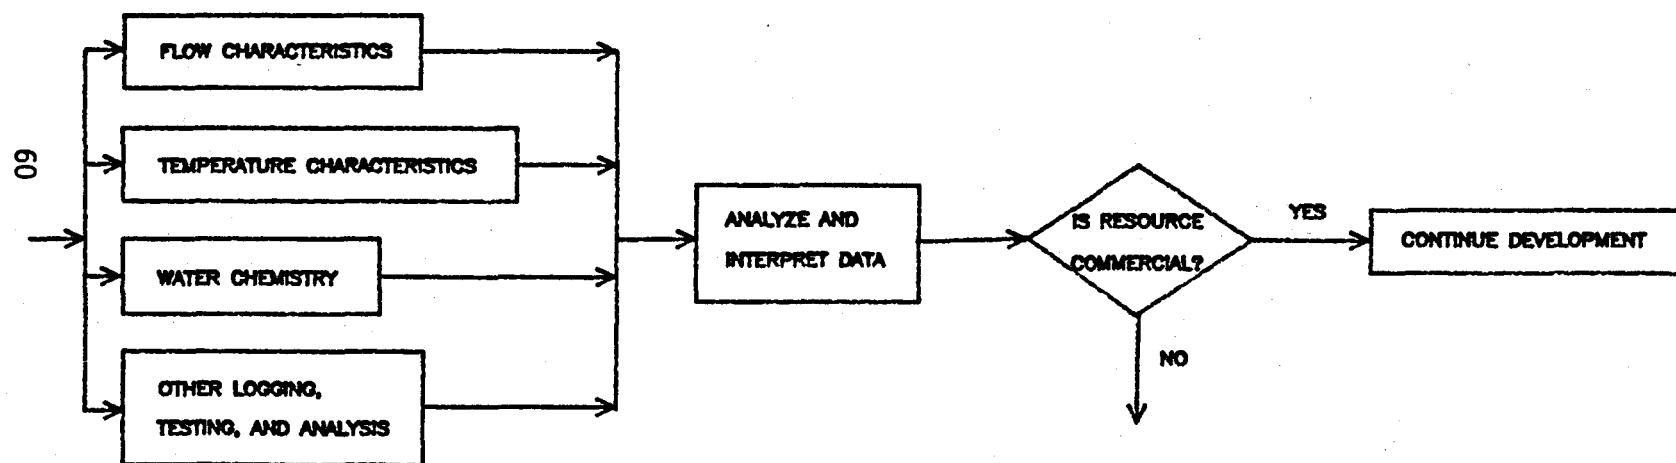 60
FLOW CHARACTERISTICS
TEMPERATURE CHARACTERISTICS
WATER CHEMISTRY
OTHER LOGGING,
TESTING, AND ANALYSIS
ANALYZE AND
INTERPRET DATA
IS RESOURCE
COMMERCIAL?
YES
NO
CONTINUE DEVELOPMENT